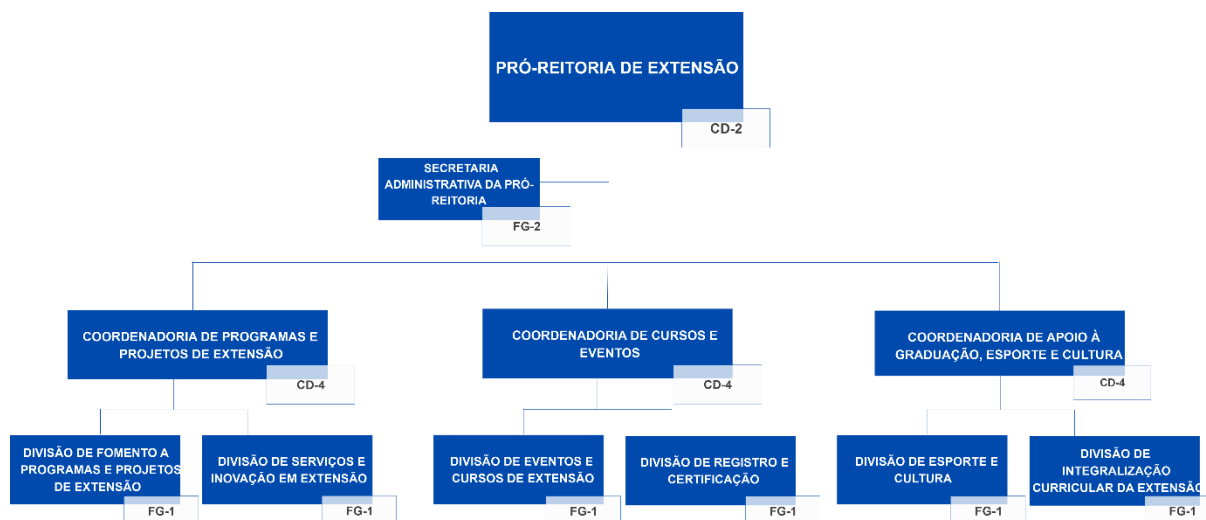 PRÓ-REITORIA DE EXTENSÃO
CD-2
SECRETARIA
ADMINISTRATIVA DA PRÓ-
REITORIA
FG-2
COORDENADORIA DE PROGRAMAS E
PROJETOS DE EXTENSÃO
CD-4
COORDENADORIA DE CURSOS E
EVENTOS
CD-4
COORDENADORIA DE APOIO À
GRADUAÇÃO, ESPORTE E CULTURA
CD-4
DIVISÃO DE FOMENTO A
PROGRAMAS E PROJETOS
DE EXTENSÃO
FG-1
DIVISÃO DE SERVIÇOS E
INOVAÇÃO EM EXTENSÃO
FG-1
DIVISÃO DE EVENTOS E
CURSOS DE EXTENSÃO
FG-1
DIVISÃO DE REGISTRO E
CERTIFICAÇÃO
FG-1
DIVISÃO DE ESPORTE E
CULTURA
FG-1
DIVISÃO DE
INTEGRALIZAÇÃO
CURRICULAR DA EXTENSÃO
FG-1